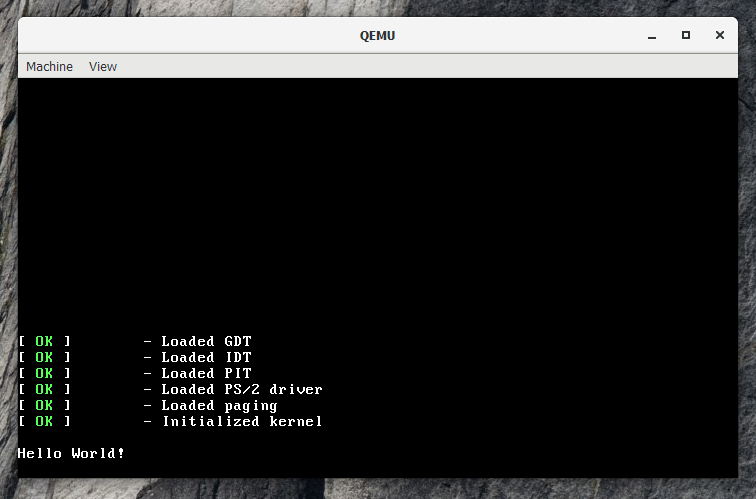 QEMU
Machine View
[ OK ] - Loaded GDT
[ OK ] - Loaded IDT
[ OK ] - Loaded PIT
[ OK ] - Loaded PS/2 driver
[ OK ] - Loaded paging
[ OK ] - Initialized kernel
Hello World!